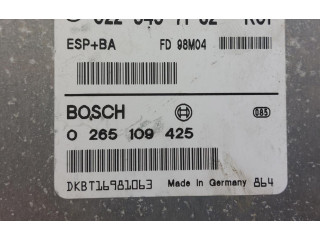 ESP+BA FD 98M04
BOSCH
0 265 109 425
DKBT16981063 Made in Germany 864